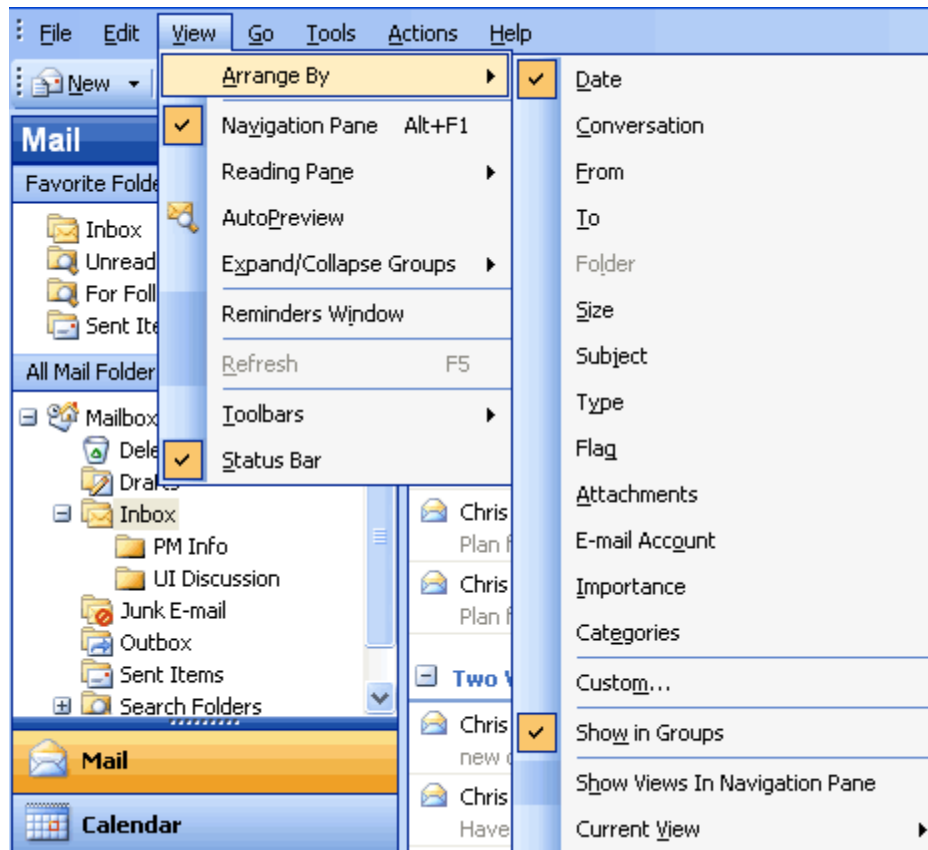 File Edit View Go Tools Actions Help
New
Arrange By
Navigation Pane Alt+F1
Reading Pane
AutoPreview
Expand/Collapse Groups
Reminders Window
Refresh F5
Toolbars
Status Bar
Date
Conversation
From
To
Folder
Size
Subject
Type
Flag
Attachments
E-mail Account
Importance
Categories
Custom...
Show in Groups
Show Views In Navigation Pane
Current View
Mail
Favorite Folde
Inbox
Unread
For Foll
Sent Ite
All Mail Folder
Mailbox
Dele
Drafts
Inbox
PM Info
UI Discussion
Junk E-mail
Outbox
Sent Items
Search Folders
Mail
Calendar
Chris
Plan f
Chris
Plan f
Two
Chris
new
Chris
Have